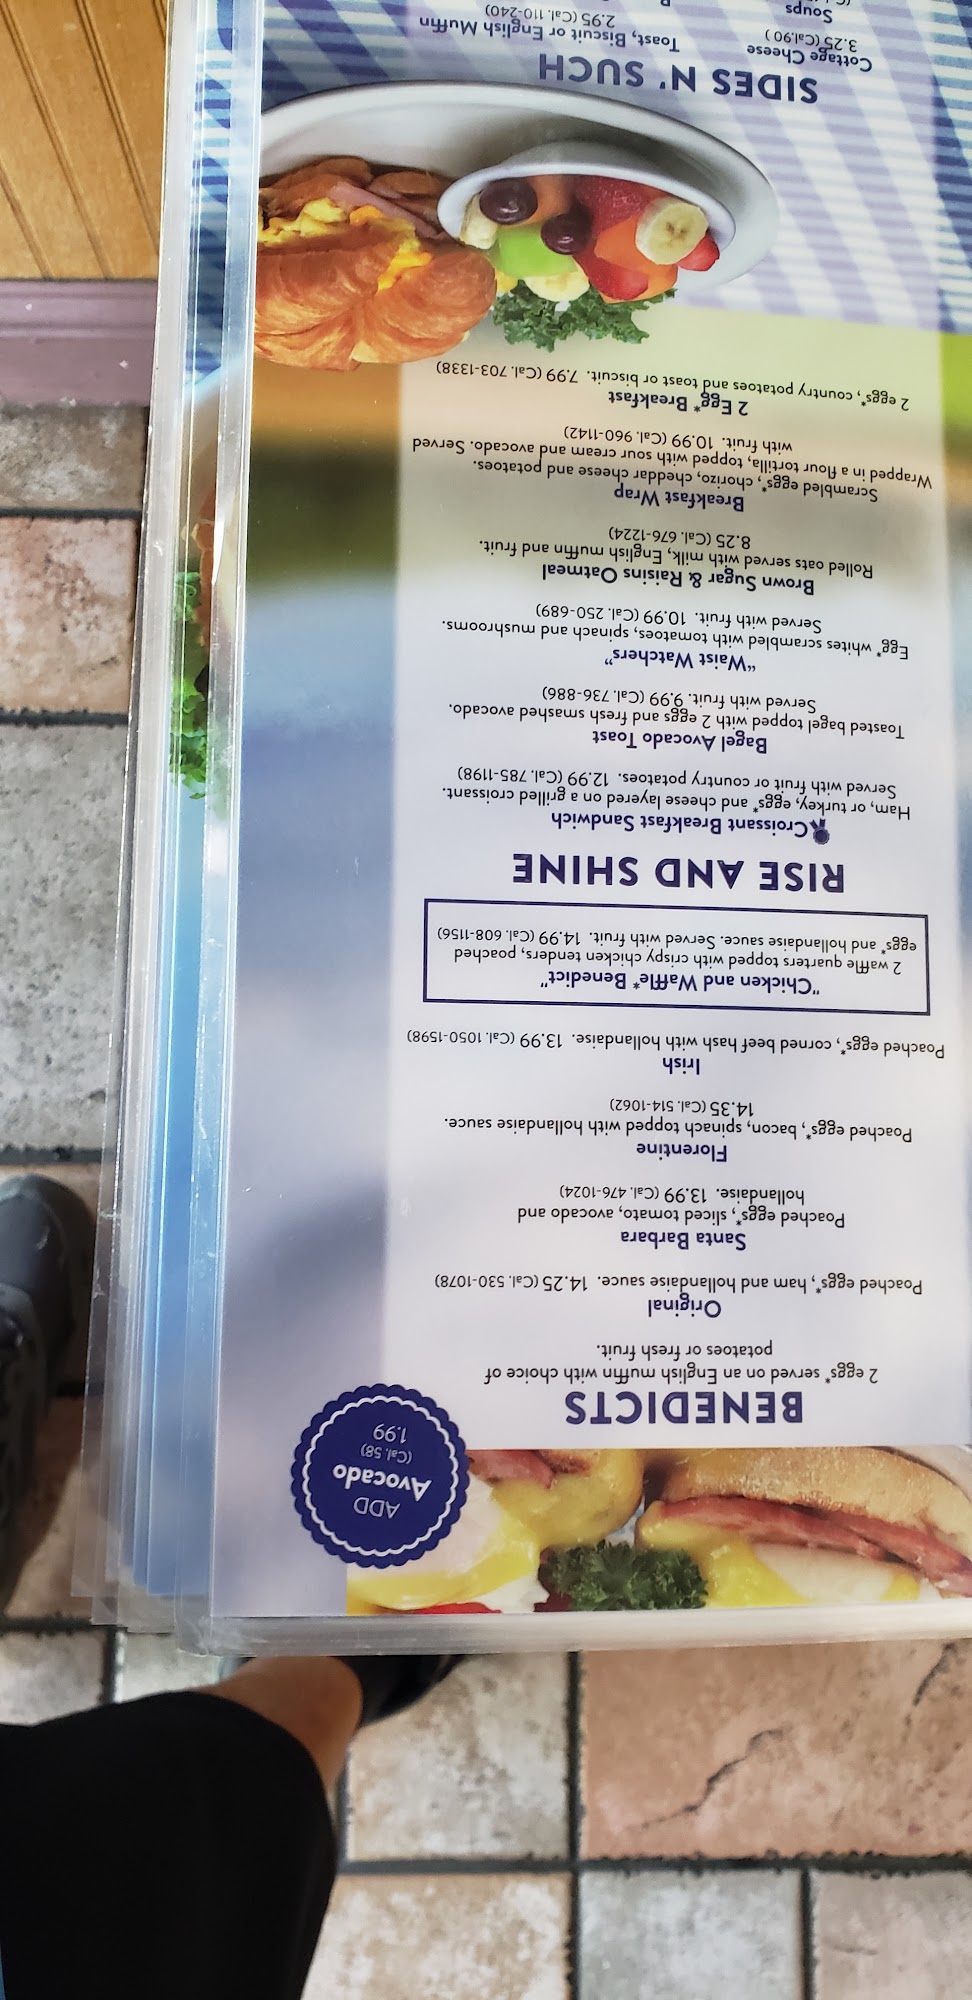 ADD
Avocado
(Cal. 58)
1.99
BENEDICTS
2 eggs* served on an English muffin with choice of
potatoes or fresh fruit.
Original
Poached eggs*, ham and hollandaise sauce. 14.25 (Cal. 530-1078)
Santa Barbara
Poached eggs*, sliced tomato, avocado and
hollandaise. 13.99 (Cal. 476-1024)
Florentine
Poached eggs*, bacon, spinach topped with hollandaise sauce.
14.35 (Cal. 514-1062)
Irish
Poached eggs*, corned beef hash with hollandaise. 13.99 (Cal. 1050-1598)
"Chicken and Waffle* Benedict"
2 waffle quarters topped with crispy chicken tenders, poached
eggs* and hollandaise sauce. Served with fruit. 14.99 (Cal. 608-1156)
RISE AND SHINE
Croissant Breakfast Sandwich
Ham, or turkey, eggs* and cheese layered on a grilled croissant.
Served with fruit or country potatoes. 12.99 (Cal. 785-1198)
Bagel Avocado Toast
Toasted bagel topped with 2 eggs and fresh smashed avocado.
Served with fruit. 9.99 (Cal. 736-886)
"Waist Watchers"
Egg* whites scrambled with tomatoes, spinach and mushrooms.
Served with fruit. 10.99 (Cal. 250-689)
Brown Sugar & Raisins Oatmeal
Rolled oats served with milk, English muffin and fruit.
8.25 (Cal. 676-1224)
Breakfast Wrap
Scrambled eggs*, chorizo, cheddar cheese and potatoes.
Wrapped in a flour tortilla, topped with sour cream and avocado. Served
with fruit. 10.99 (Cal. 960-1142)
2 Egg* Breakfast
2 eggs*, country potatoes and toast or biscuit. 7.99 (Cal. 703-1338)
SIDES N' SUCH
Cottage Cheese
3.25 (Cal.90 )
Soups
Toast, Biscuit or English Muffin
2.95 (Cal. 110-240)